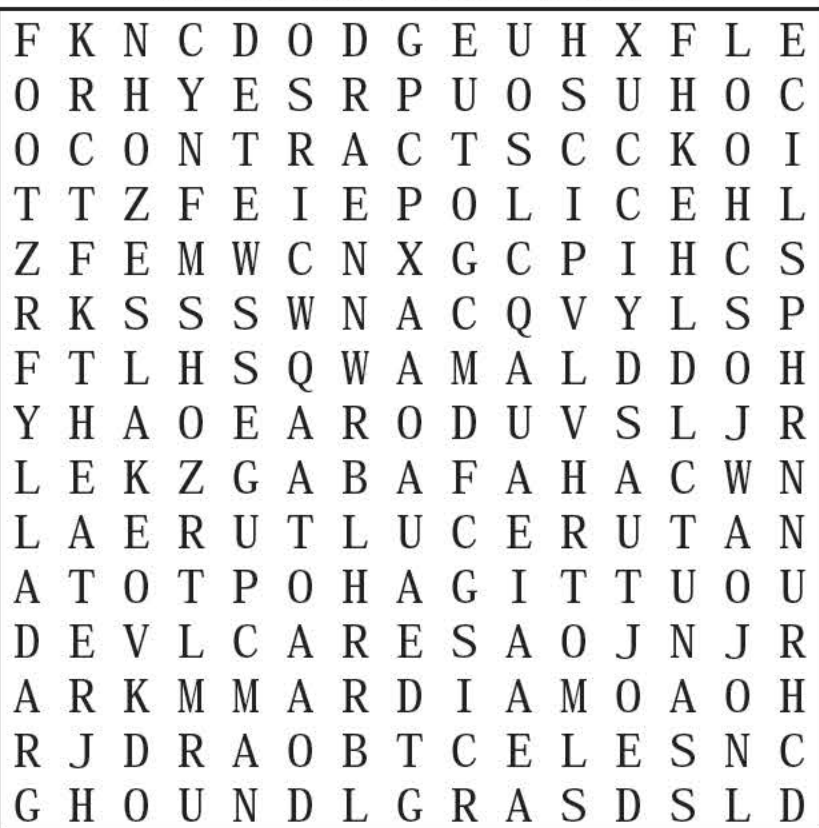 F K N C D O D G E U H X F L E
O R H Y E S R P U O S U H O C
O C O N T R A C T S C C K O I
T T Z F E I E P O L I C E H L
Z F E M W C N X G C P I H C S
R K S S S W N A C Q V Y L S P
F T L H S Q W A M A L D D O H
Y H A O E A R O D U V S L J R
L E K Z G A B A F A H A C W N
L A E R U T L U C E R U T A N
A T O T P O H A G I T T U O U
D E V L C A R E S A O J N J R
A R K M M A R D I A M O A O H
R J D R A O B T C E L E S N C
G H O U N D L G R A S D S L D